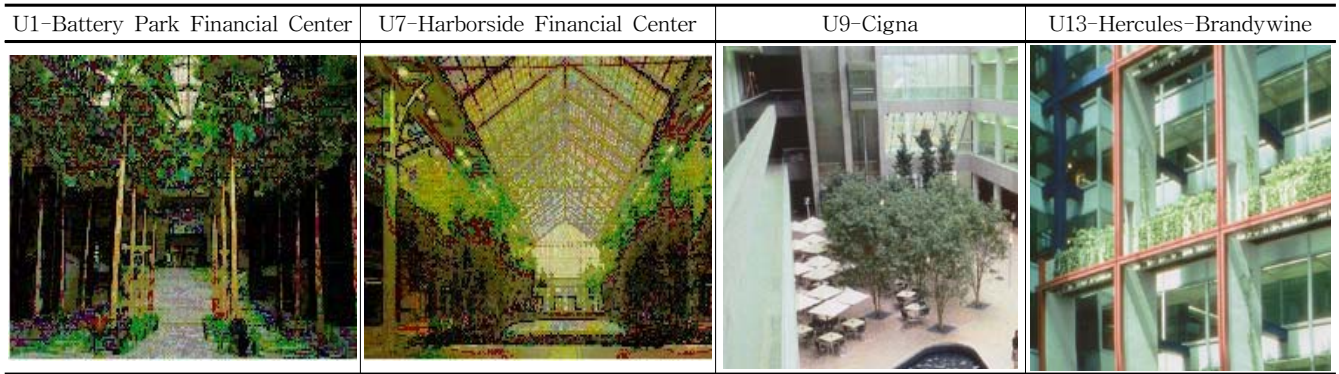 U1-Battery Park Financial Center
U7-Harborside Financial Center
U9-Cigna
U13-Hercules-Brandywine